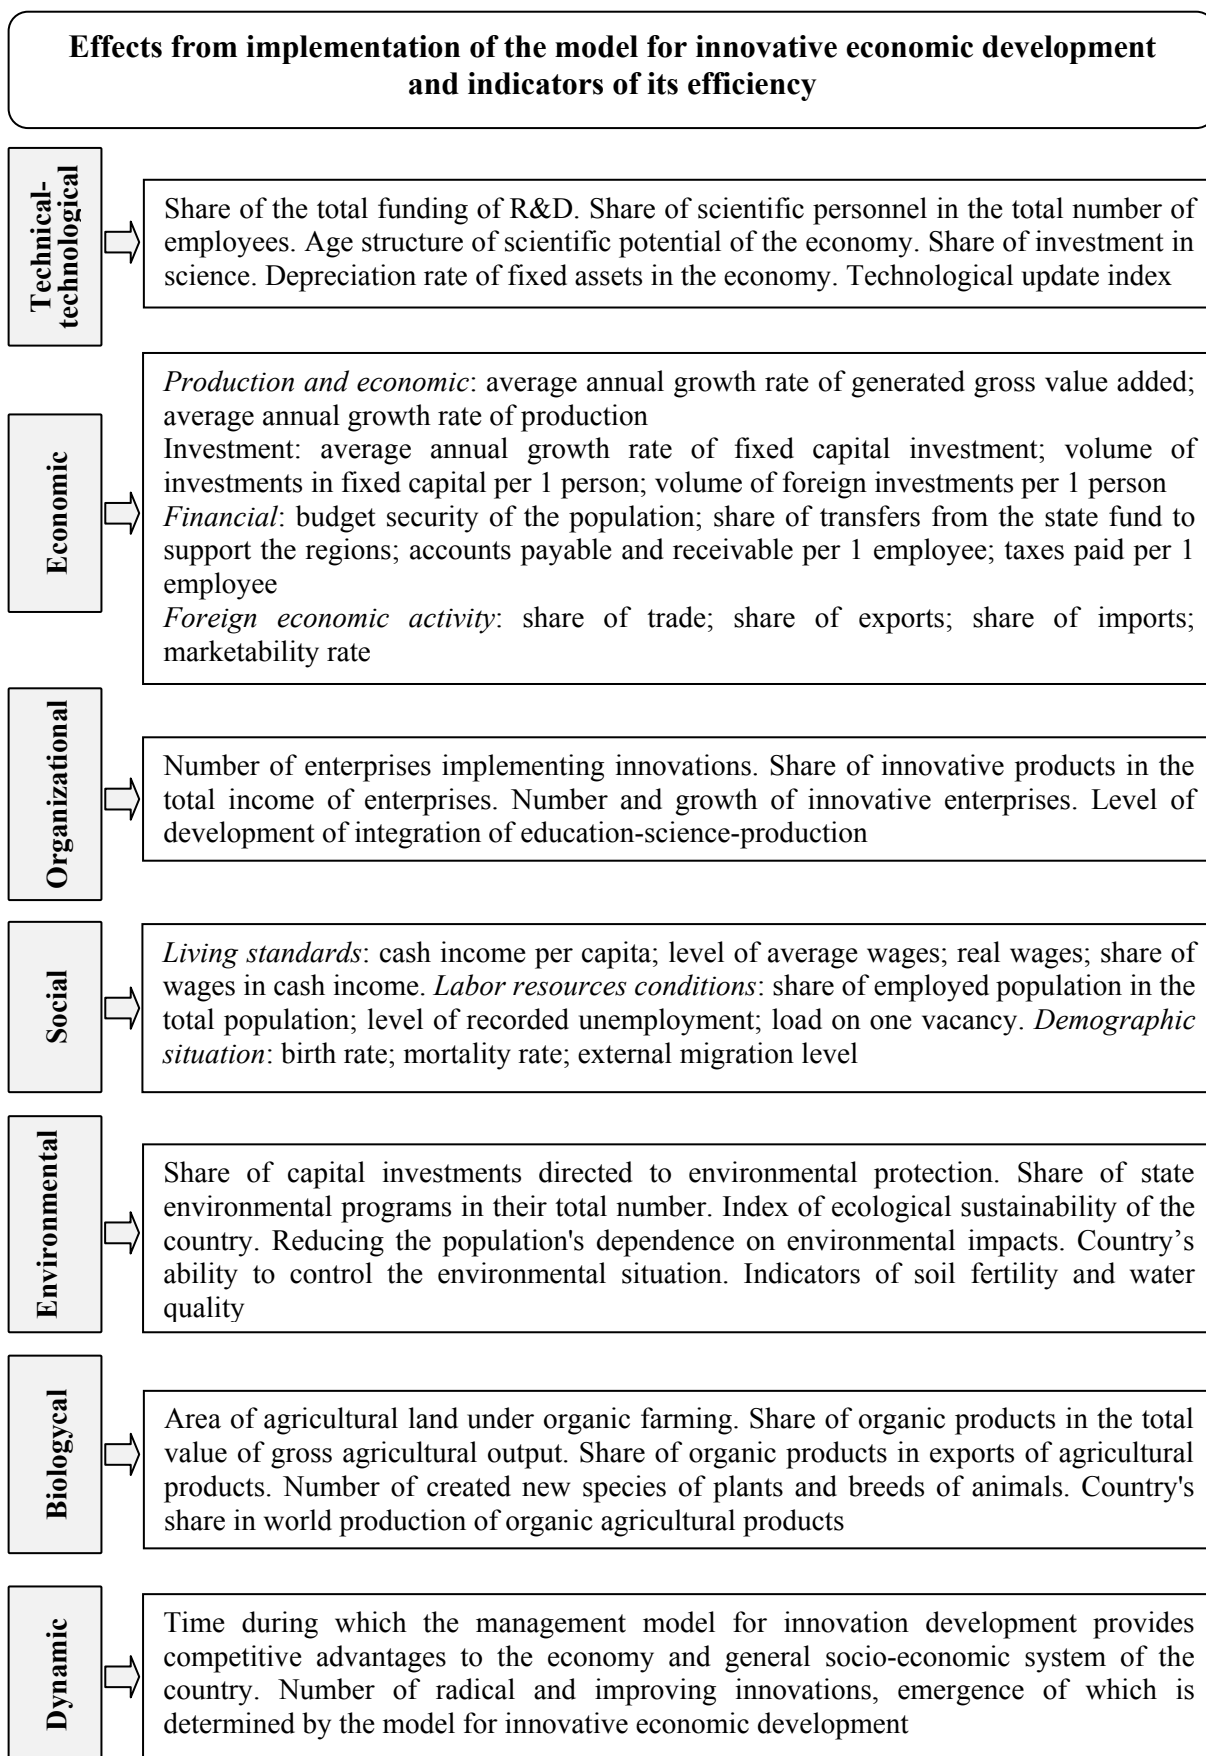 Effects from implementation of the model for innovative economic development
and indicators of its efficiency
Technical-
technological
Share of the total funding of R&D. Share of scientific personnel in the total number of
employees. Age structure of scientific potential of the economy. Share of investment in
science. Depreciation rate of fixed assets in the economy. Technological update index
Economic
Production and economic: average annual growth rate of generated gross value added;
average annual growth rate of production
Investment: average annual growth rate of fixed capital investment; volume of
investments in fixed capital per 1 person; volume of foreign investments per 1 person
Financial: budget security of the population; share of transfers from the state fund to
support the regions; accounts payable and receivable per 1 employee; taxes paid per 1
employee
Foreign economic activity: share of trade; share of exports; share of imports;
marketability rate
Organizational
Number of enterprises implementing innovations. Share of innovative products in the
total income of enterprises. Number and growth of innovative enterprises. Level of
development of integration of education-science-production
Social
Living standards: cash income per capita; level of average wages; real wages; share of
wages in cash income. Labor resources conditions: share of employed population in the
total population; level of recorded unemployment; load on one vacancy. Demographic
situation: birth rate; mortality rate; external migration level
Environmental
Share of capital investments directed to environmental protection. Share of state
environmental programs in their total number. Index of ecological sustainability of the
country. Reducing the population's dependence on environmental impacts. Country’s
ability to control the environmental situation. Indicators of soil fertility and water
quality
Biologycal
Area of agricultural land under organic farming. Share of organic products in the total
value of gross agricultural output. Share of organic products in exports of agricultural
products. Number of created new species of plants and breeds of animals. Country's
share in world production of organic agricultural products
Dynamic
Time during which the management model for innovation development provides
competitive advantages to the economy and general socio-economic system of the
country. Number of radical and improving innovations, emergence of which is
determined by the model for innovative economic development